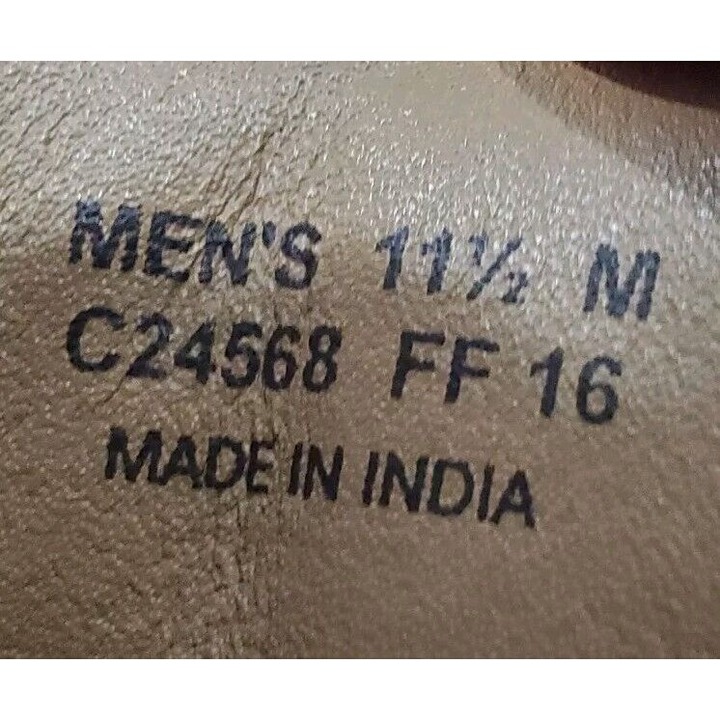 MEN'S 11½ M
C24568 FF 16
MADE IN INDIA